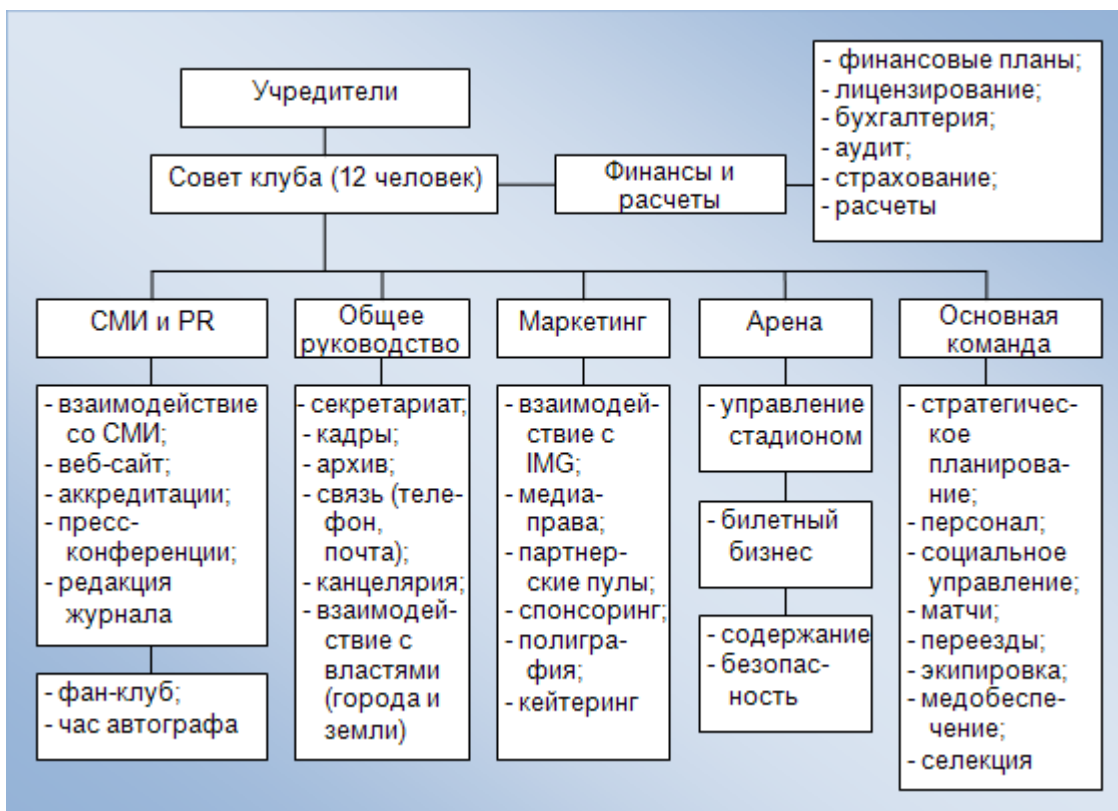 Учредители
Совет клуба (12 человек)
Финансы и
расчеты
- финансовые планы;
- лицензирование;
- бухгалтерия;
- аудит;
- страхование;
- расчеты
СМИ и PR
- взаимодействие
со СМИ;
- веб-сайт;
- аккредитации;
- пресс-
конференции;
- редакция
журнала
- фан-клуб;
- час автографа
Общее
руководство
- секретариат;
- кадры;
- архив;
- связь (теле-
фон,
почта);
- канцелярия;
- взаимодей-
ствие с
властями
(города и
земли)
Маркетинг
- взаимодей-
ствие с
IMG;
- медиа-
права;
- партнер-
ские пулы;
- спонсоринг;
- полигра-
фия;
- кейтеринг
Арена
- управление
стадионом
- билетный
бизнес
- содержание
- безопас-
ность
Основная
команда
- стратегичес-
кое
планирова-
ние;
- персонал;
- социальное
управление;
- матчи;
- переезды;
- экипировка;
- медобеспе-
чение;
- селекция